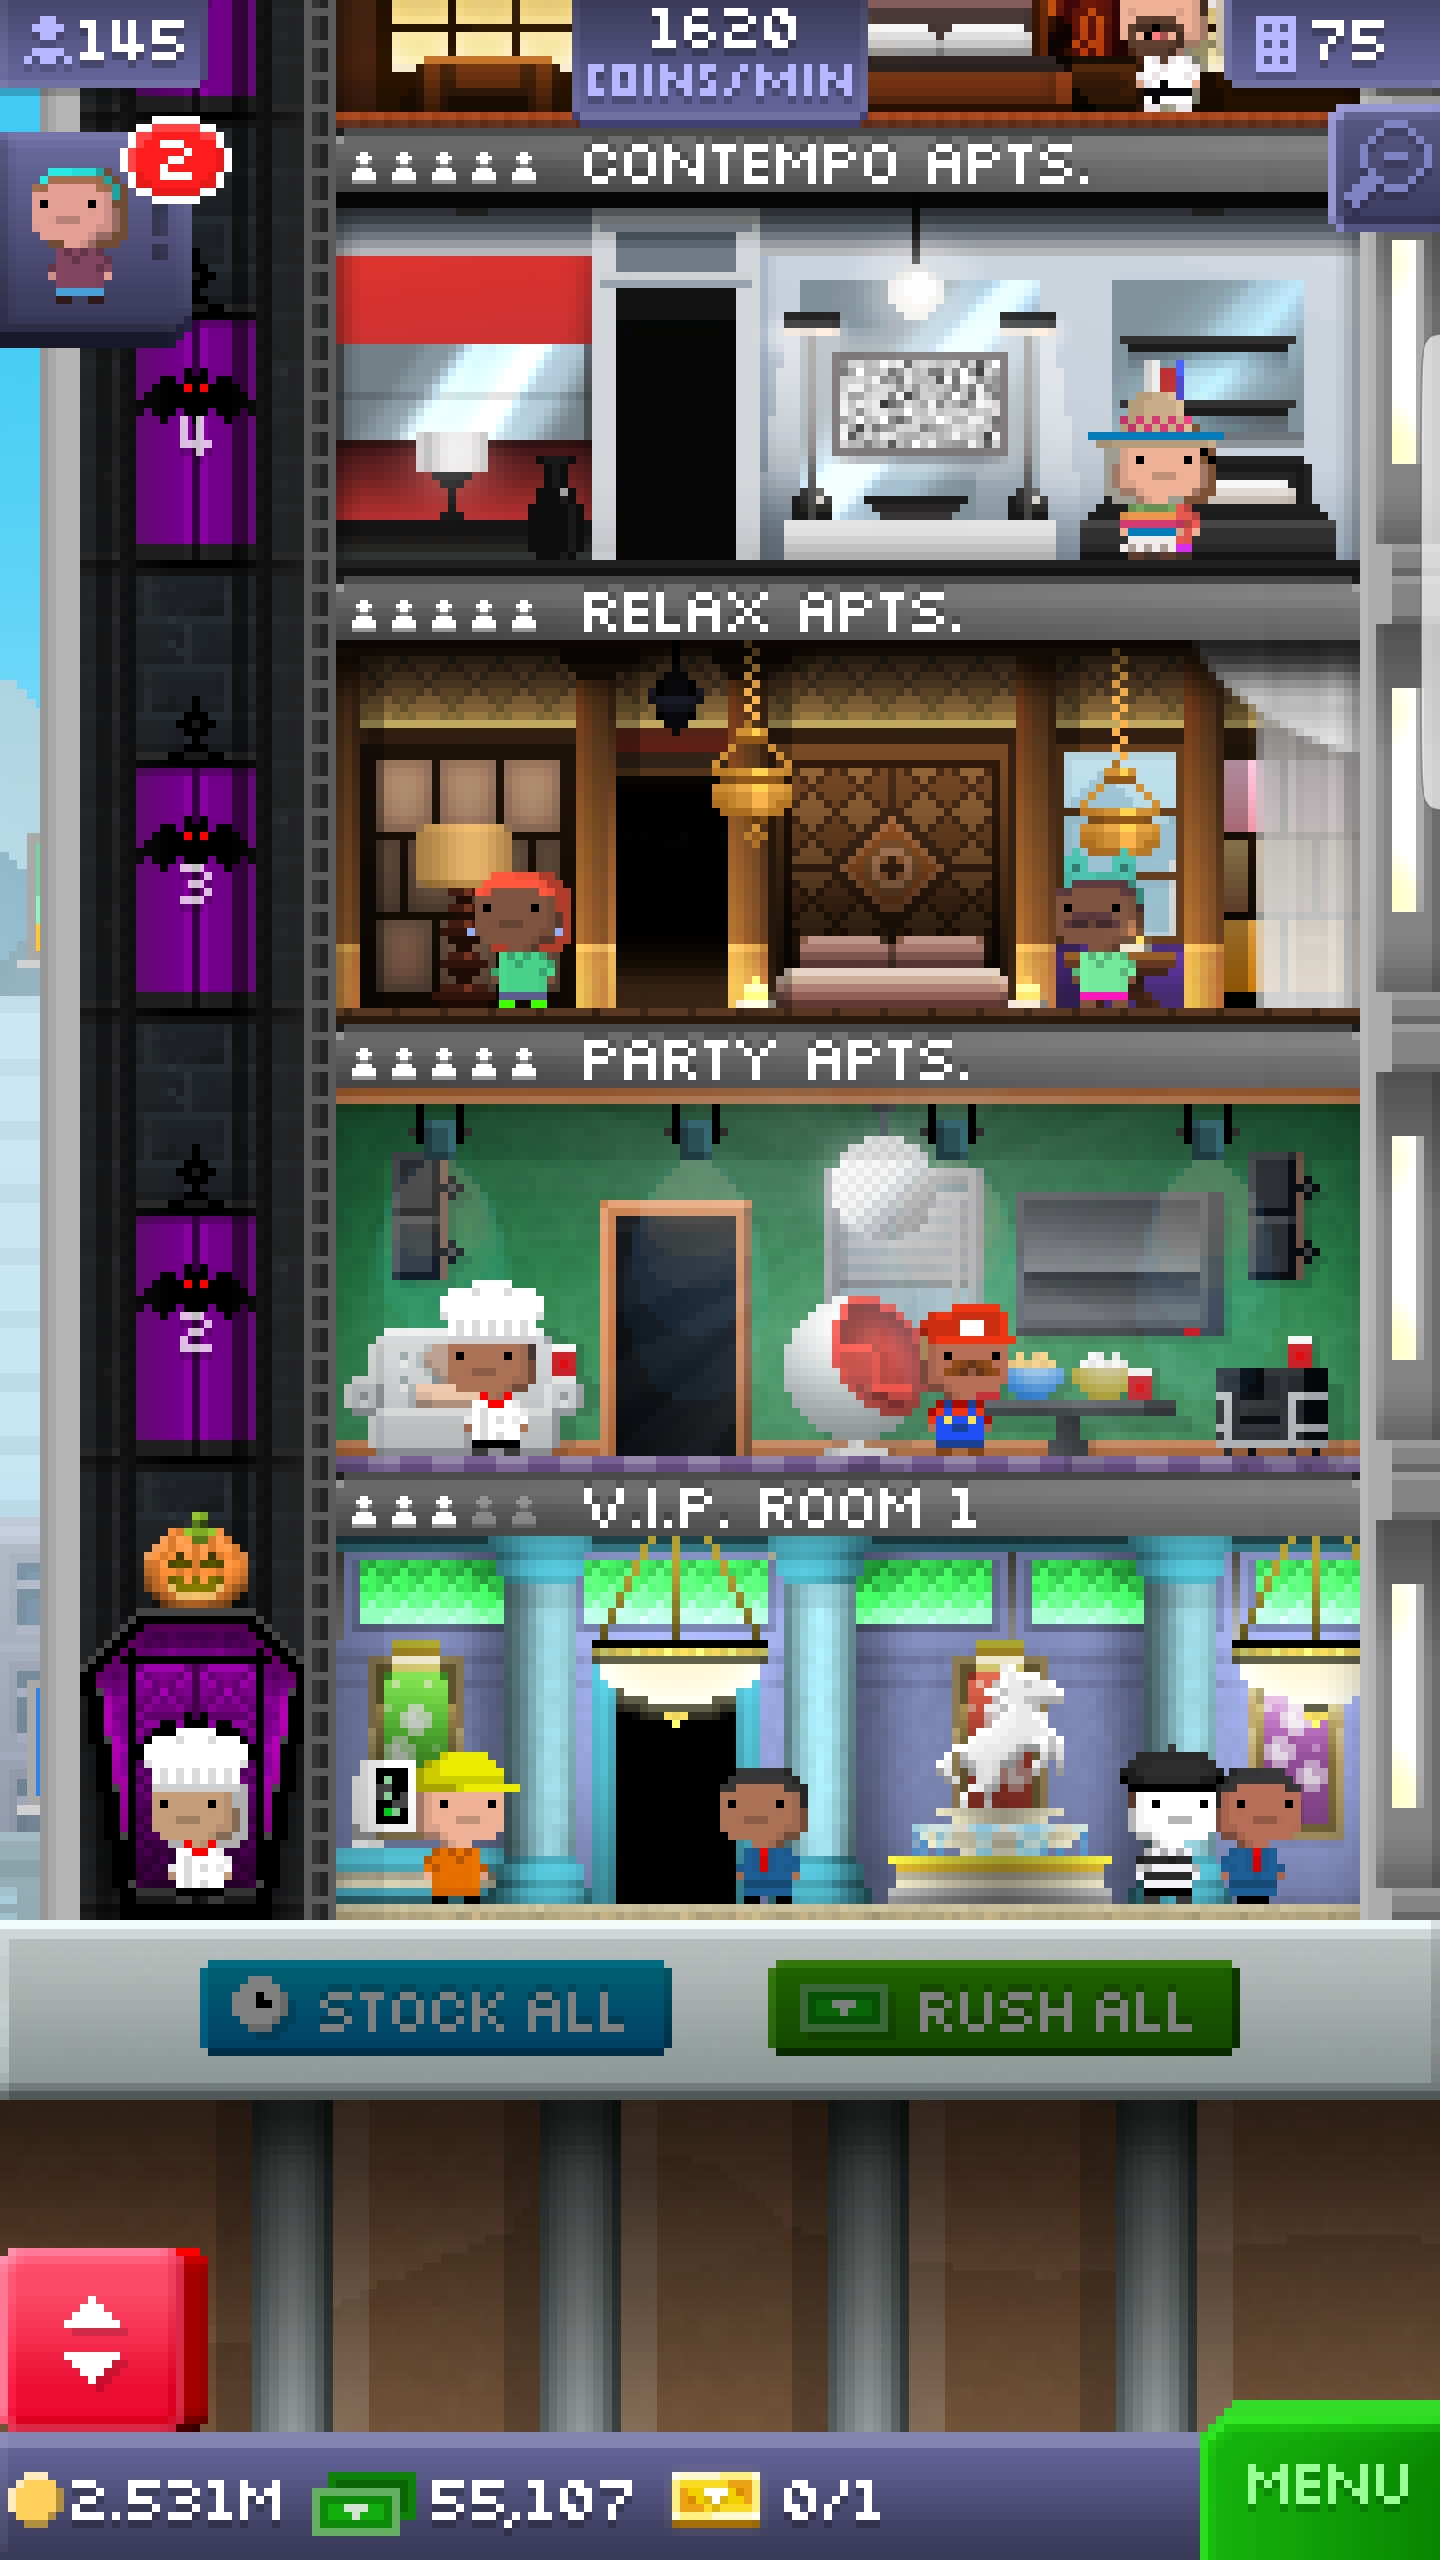 145
1620
COINS/MIN
75
2
CONTEMPO APTS.
4
RELAX APTS.
3
PARTY APTS.
2
V.I.P. ROOM 1
STOCK ALL
RUSH ALL
2.531M
55,107
0/1
MENU